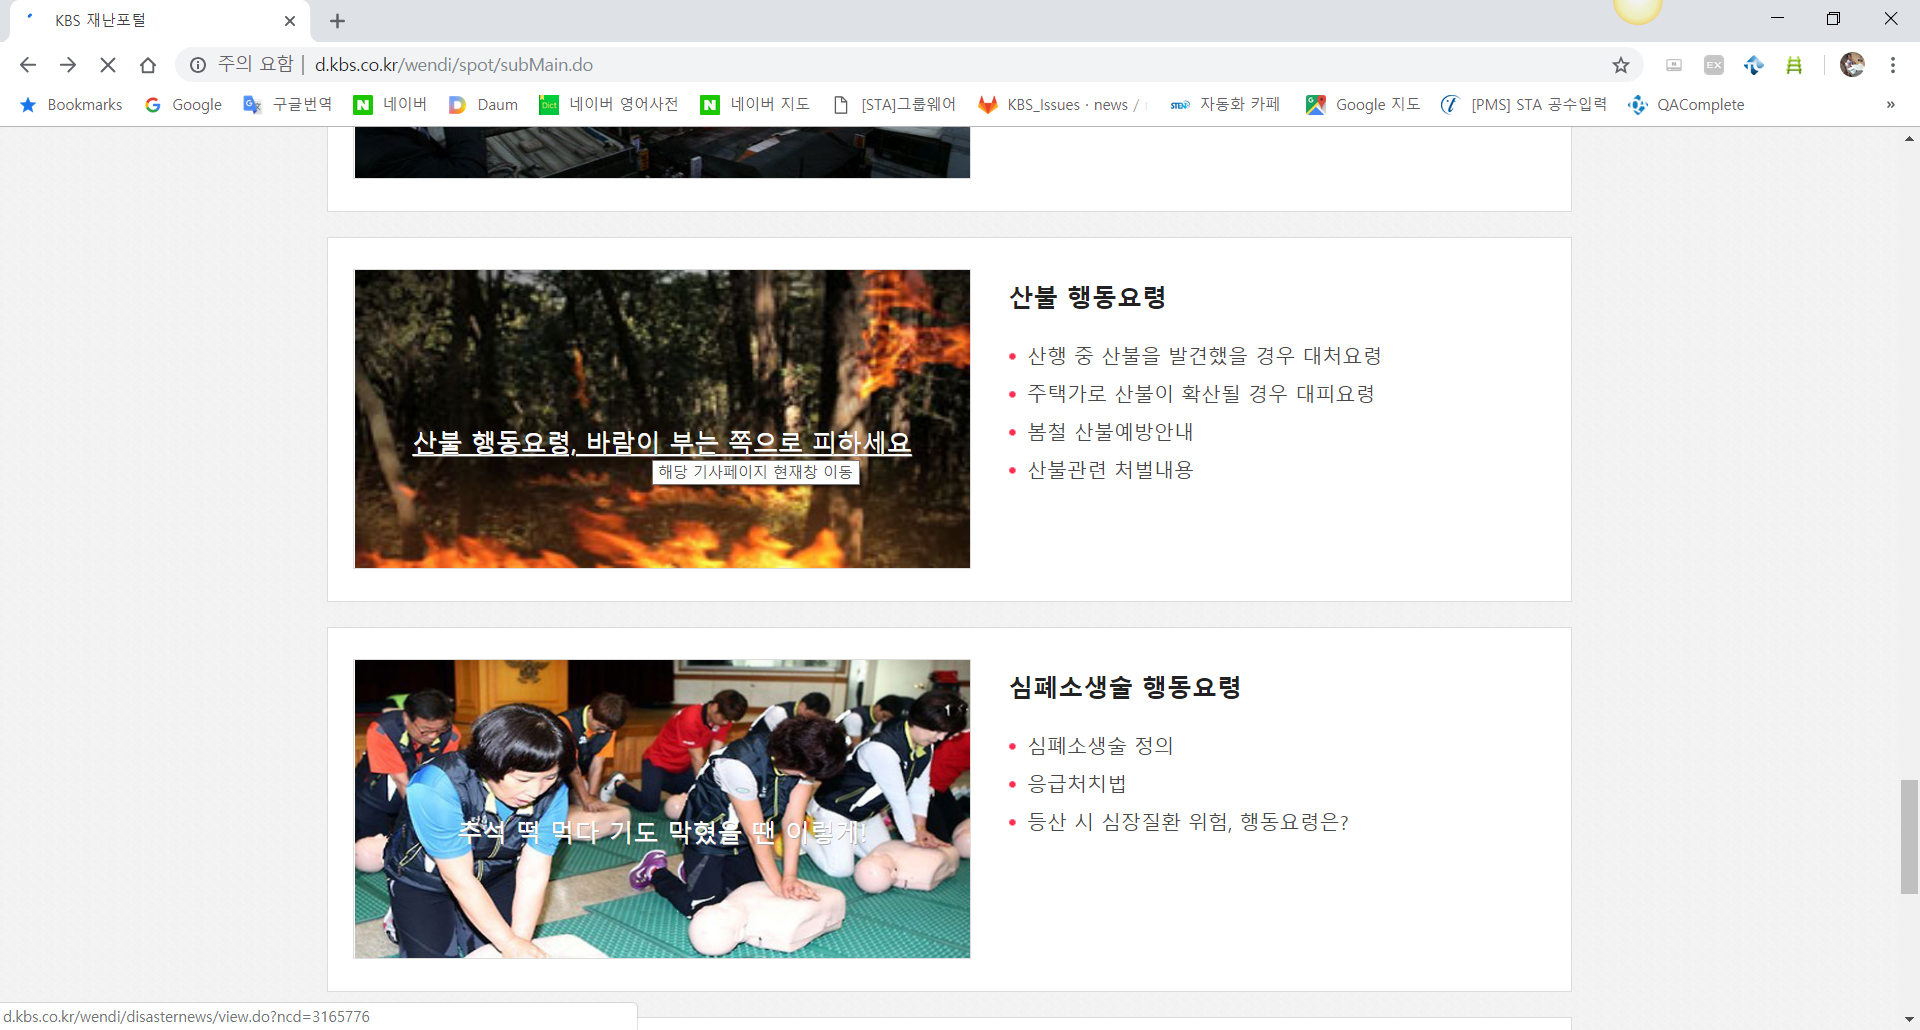 KBS 재난포털
주의 요함 | d.kbs.co.kr/wendi/spot/subMain.do
EX
Bookmarks Google 구글번역 네이버 Daum 네이버 영어사전 네이버 지도 [STA]그룹웨어 KBS_Issues · news / 자동화 카페 Google 지도 [PMS] STA 공수입력 QAComplete »
산불 행동요령, 바람이 부는 쪽으로 피하세요
해당 기사페이지 현재창 이동
산불 행동요령
산행 중 산불을 발견했을 경우 대처요령
주택가로 산불이 확산될 경우 대피요령
봄철 산불예방안내
산불관련 처벌내용
추석 떡 먹다 기도 막혔을 땐 이렇게!
심폐소생술 행동요령
심폐소생술 정의
응급처치법
등산 시 심장질환 위험, 행동요령은?
d.kbs.co.kr/wendi/disasternews/view.do?ncd=3165776